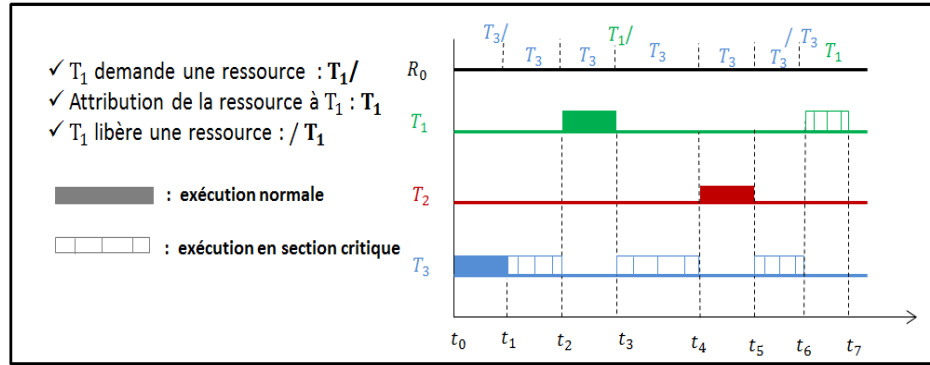 ✓ T₁ demande une ressource : T₁/
✓ Attribution de la ressource à T₁ : T₁
✓ T₁ libère une ressource : / T₁
: exécution normale
: exécution en section critique
T₃/ T₁/ / T₃
T₃ T₃ T₃ T₃ T₃ T₁
R₀
T₁
T₂
T₃
t₀ t₁ t₂ t₃ t₄ t₅ t₆ t₇